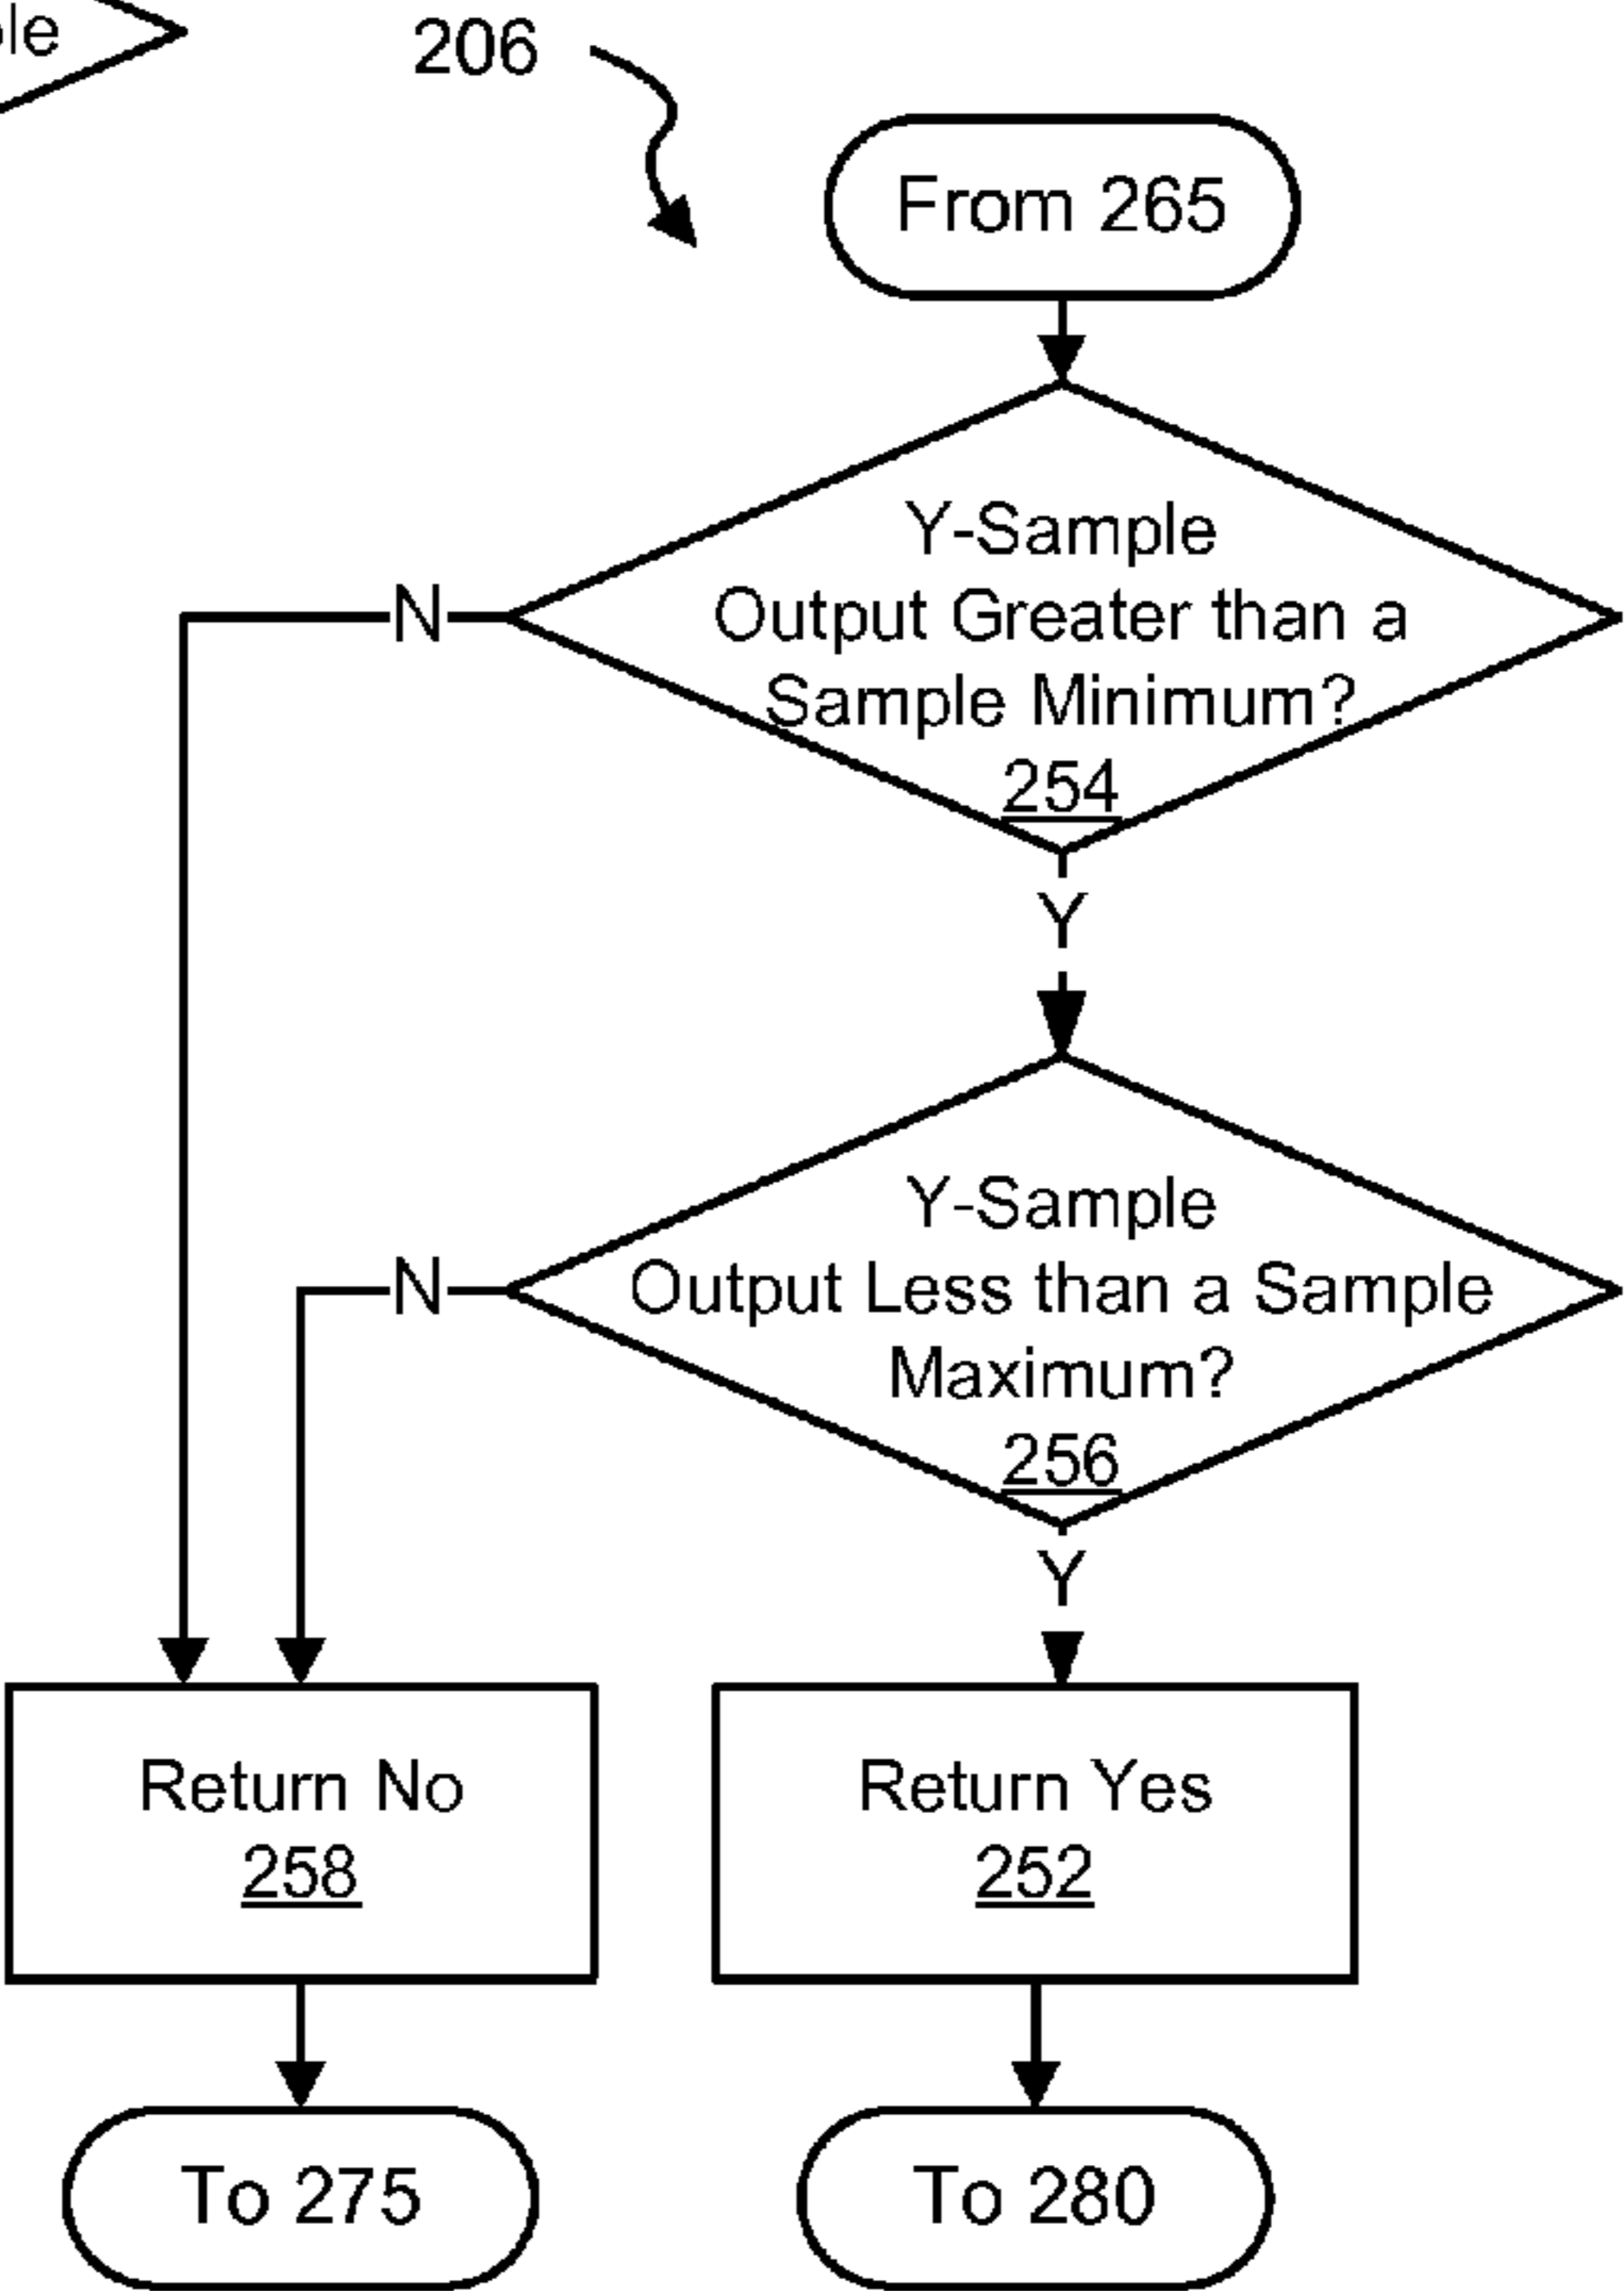 206
From 265
Y-Sample
Output Greater than a
Sample Minimum?
254
N
Y
Y-Sample
Output Less than a Sample
Maximum?
256
N
Y
Return No
258
Return Yes
252
To 275
To 280